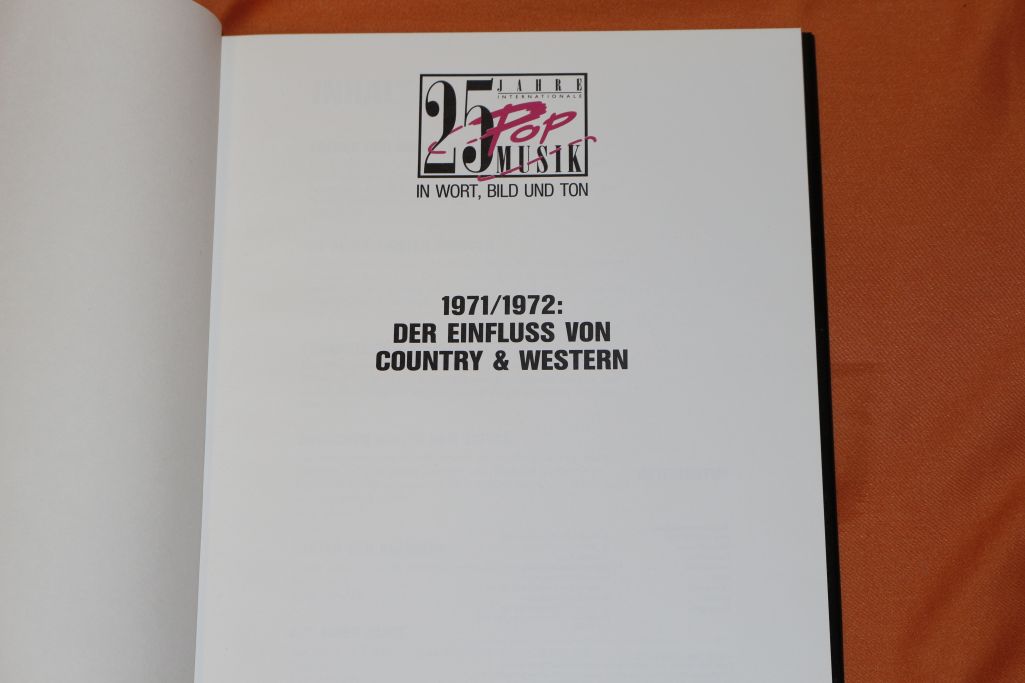 25 JAHRE
INTERNATIONALE
POP
MUSIK
IN WORT, BILD UND TON
1971/1972:
DER EINFLUSS VON
COUNTRY & WESTERN